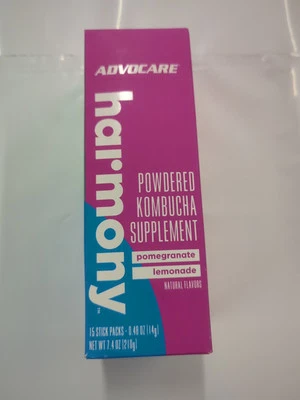 ADVOCARE®
harmony™
POWDERED
KOMBUCHA
SUPPLEMENT
pomegranate
lemonade
NATURAL FLAVORS
15 STICK PACKS - 0.49 OZ (14g)
NET WT 7.4 OZ (210g)